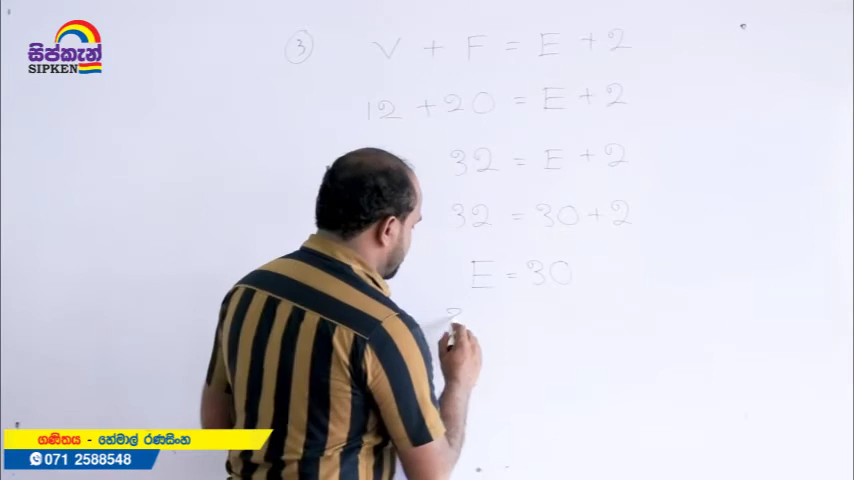 සිප්කැන්
SIPKEN
③ V + F = E + 2
12 + 20 = E + 2
32 = E + 2
32 = 30 + 2
E = 30
ගණිතය - හේමාල් රණසිංහ
071 2588548